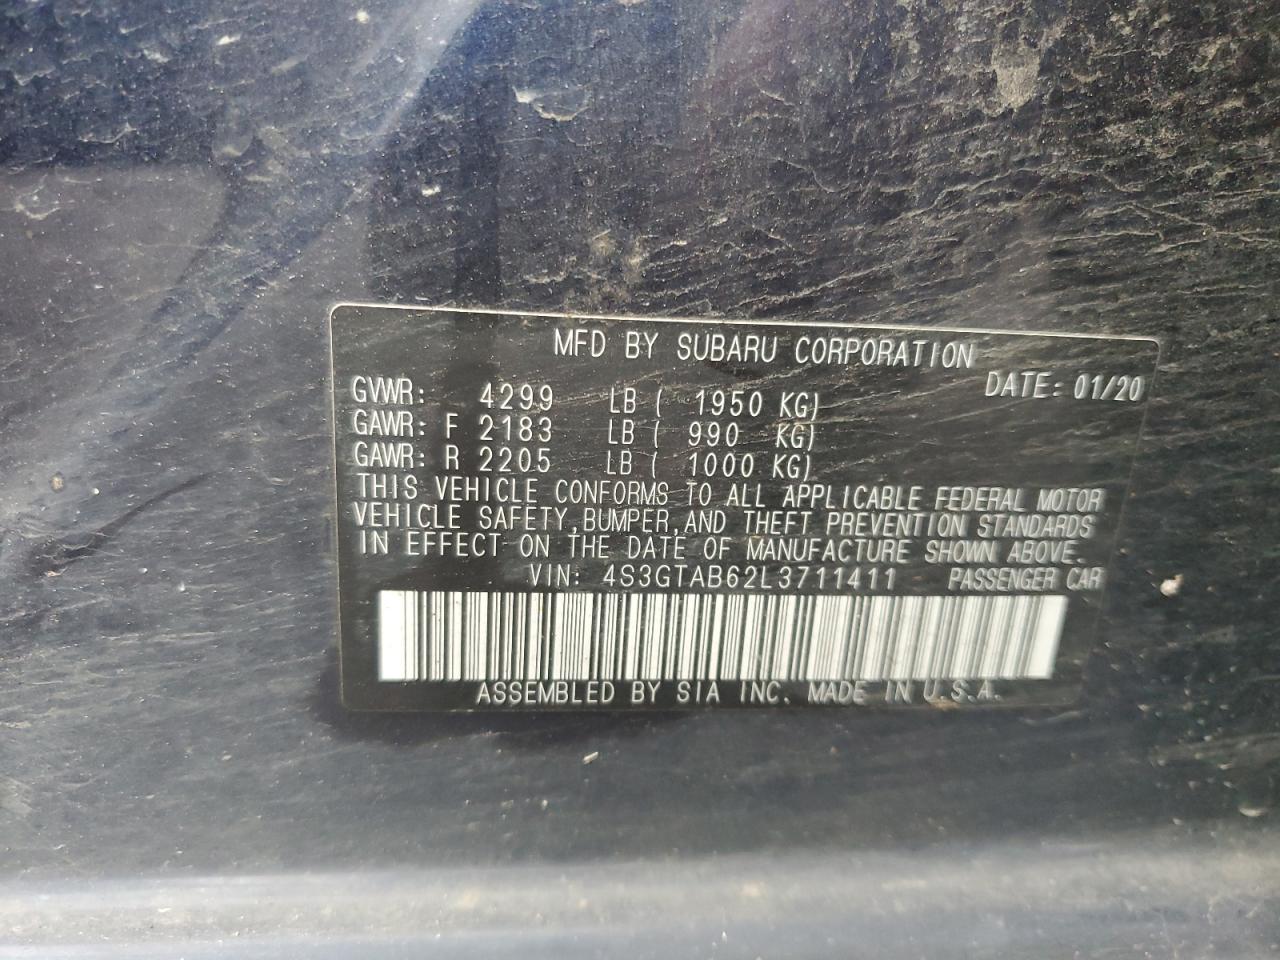 MFD BY SUBARU CORPORATION
DATE: 01/20
GVWR: 4299 LB ( 1950 KG)
GAWR: F 2183 LB ( 990 KG)
GAWR: R 2205 LB ( 1000 KG)
THIS VEHICLE CONFORMS TO ALL APPLICABLE FEDERAL MOTOR
VEHICLE SAFETY, BUMPER, AND THEFT PREVENTION STANDARDS
IN EFFECT ON THE DATE OF MANUFACTURE SHOWN ABOVE.
VIN: 4S3GTAB62L3711411 PASSENGER CAR
ASSEMBLED BY SIA INC. MADE IN U.S.A.